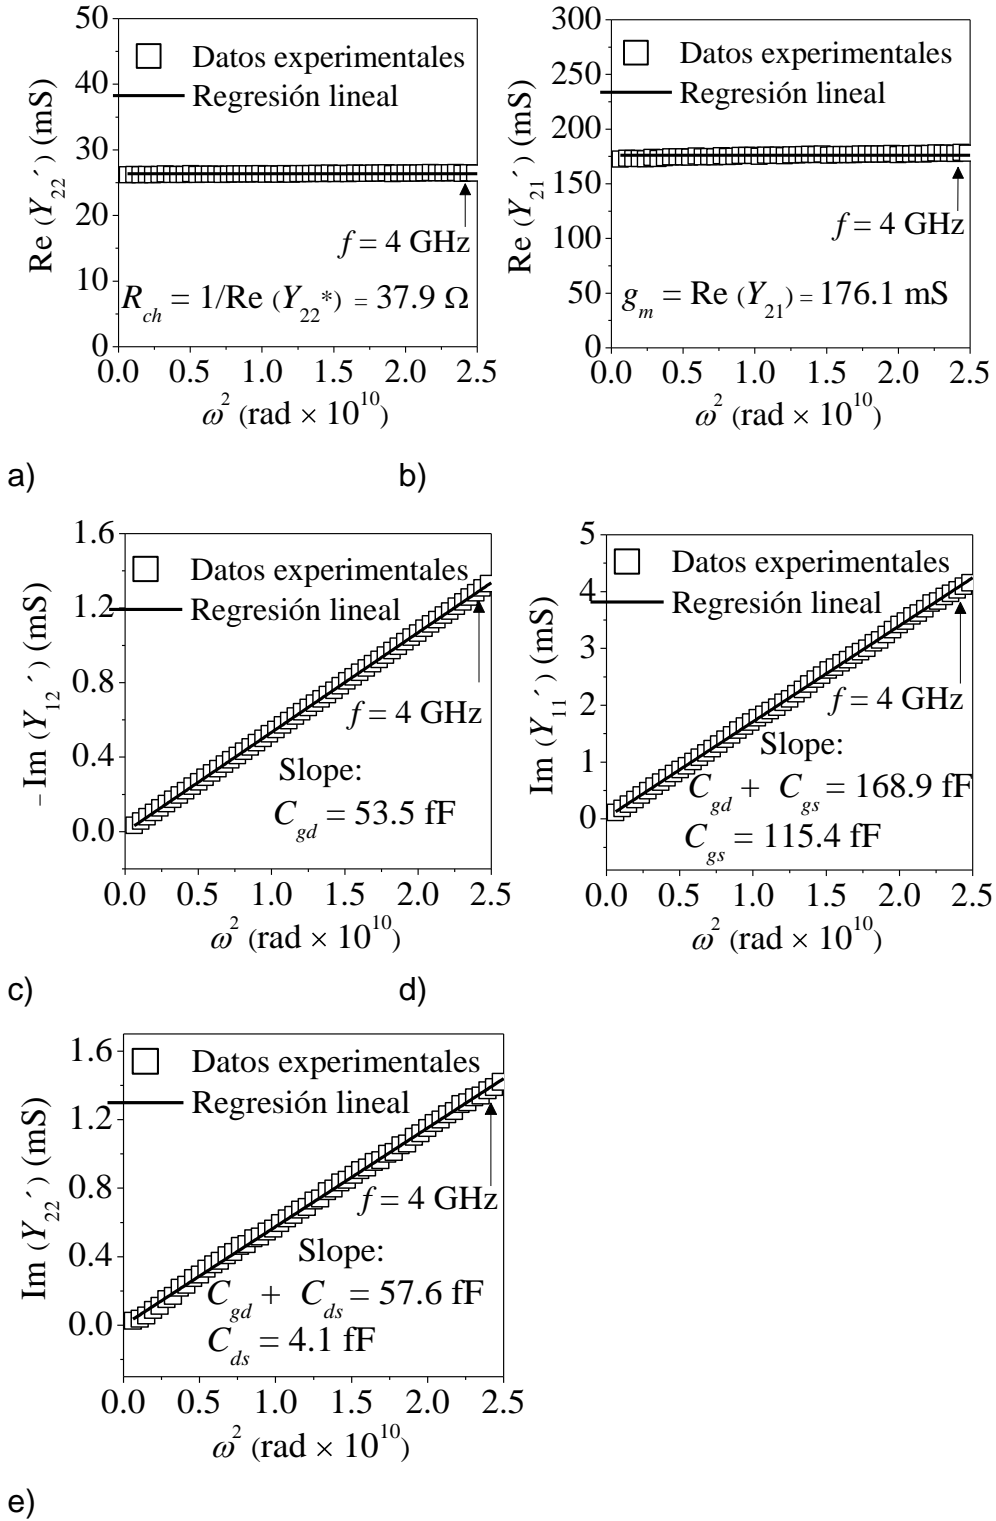 50
40
30
20
10
0
Re (Y22´) (mS)
Datos experimentales
Regresión lineal
f = 4 GHz
Rch = 1/Re (Y22*) = 37.9 Ω
0.0 0.5 1.0 1.5 2.0 2.5
ω² (rad × 10¹⁰)
a)
300
250
200
150
100
50
0
Re (Y21´) (mS)
Datos experimentales
Regresión lineal
f = 4 GHz
gm = Re (Y21) = 176.1 mS
0.0 0.5 1.0 1.5 2.0 2.5
ω² (rad × 10¹⁰)
b)
1.6
1.2
0.8
0.4
0.0
−Im (Y12´) (mS)
Datos experimentales
Regresión lineal
f = 4 GHz
Slope:
Cgd = 53.5 fF
0.0 0.5 1.0 1.5 2.0 2.5
ω² (rad × 10¹⁰)
c)
5
4
3
2
1
0
Im (Y11´) (mS)
Datos experimentales
Regresión lineal
f = 4 GHz
Slope:
Cgd + Cgs = 168.9 fF
Cgs = 115.4 fF
0.0 0.5 1.0 1.5 2.0 2.5
ω² (rad × 10¹⁰)
d)
1.6
1.2
0.8
0.4
0.0
Im (Y22´) (mS)
Datos experimentales
Regresión lineal
f = 4 GHz
Slope:
Cgd + Cds = 57.6 fF
Cds = 4.1 fF
0.0 0.5 1.0 1.5 2.0 2.5
ω² (rad × 10¹⁰)
e)